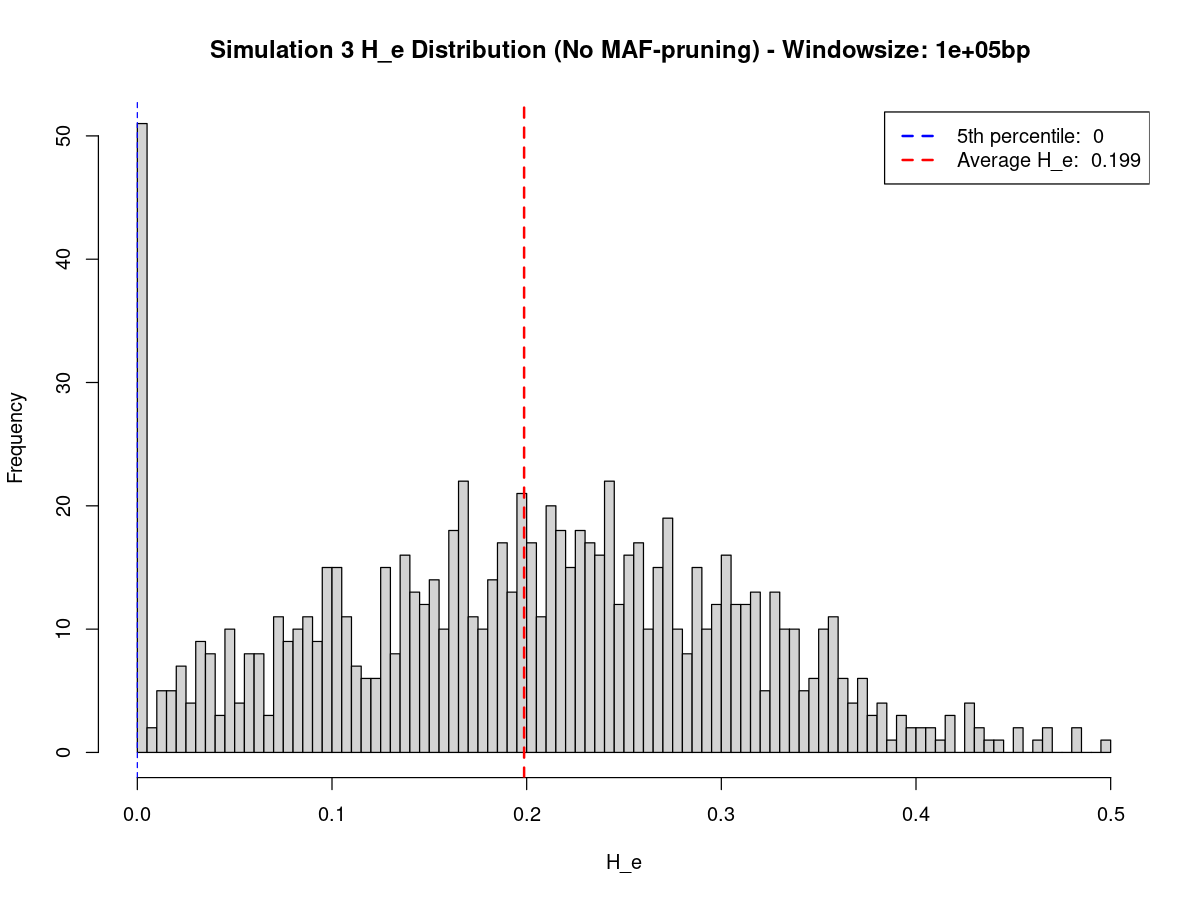 Simulation 3 H_e Distribution (No MAF-pruning) - Windowsize: 1e+05bp
5th percentile: 0
Average H_e: 0.199
Frequency
50
40
30
20
10
0
0.0 0.1 0.2 0.3 0.4 0.5
H_e